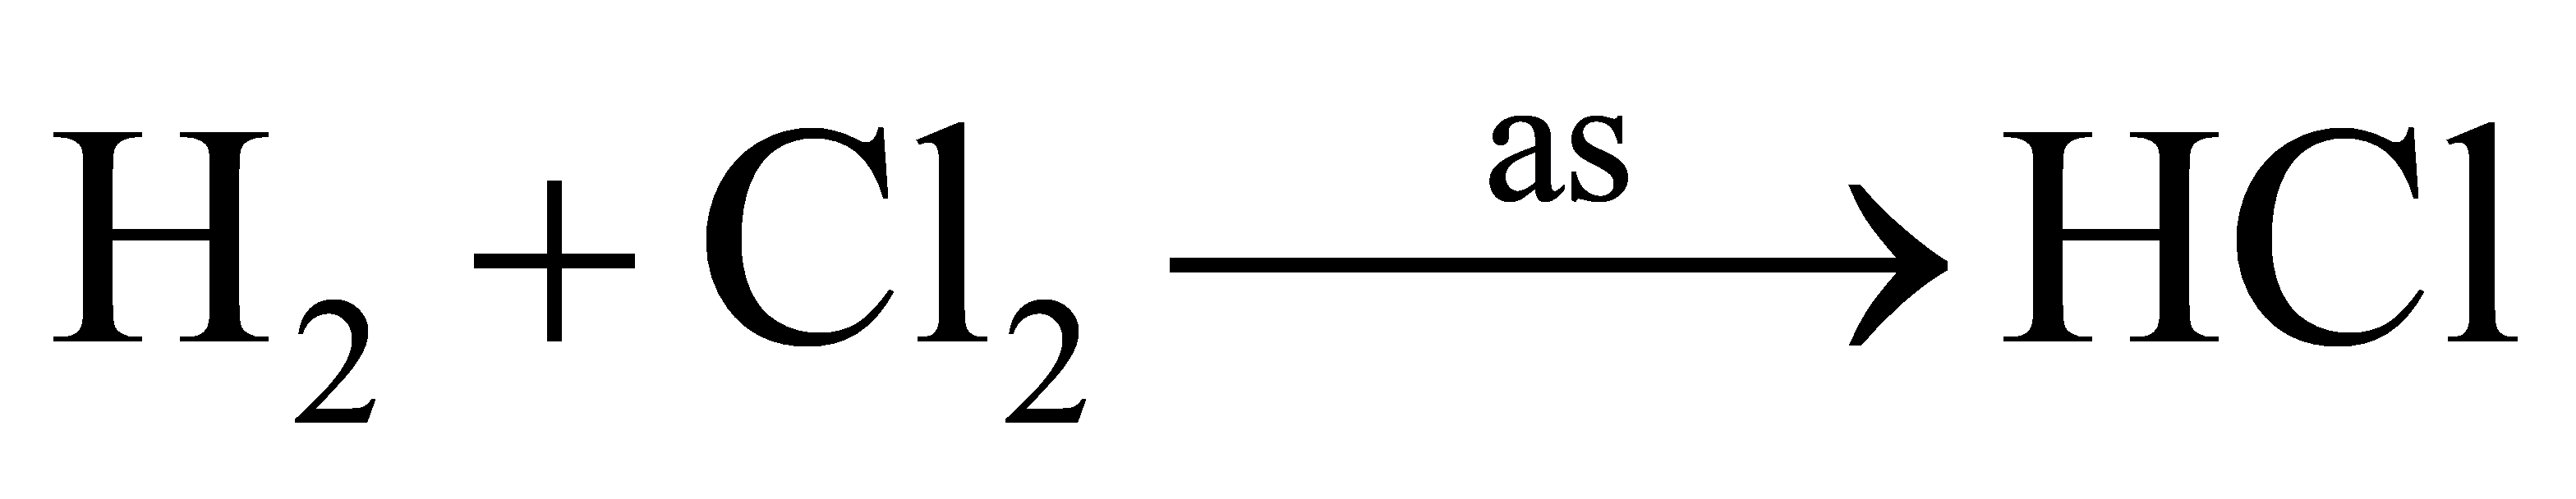 H₂ + Cl₂ as → HCl